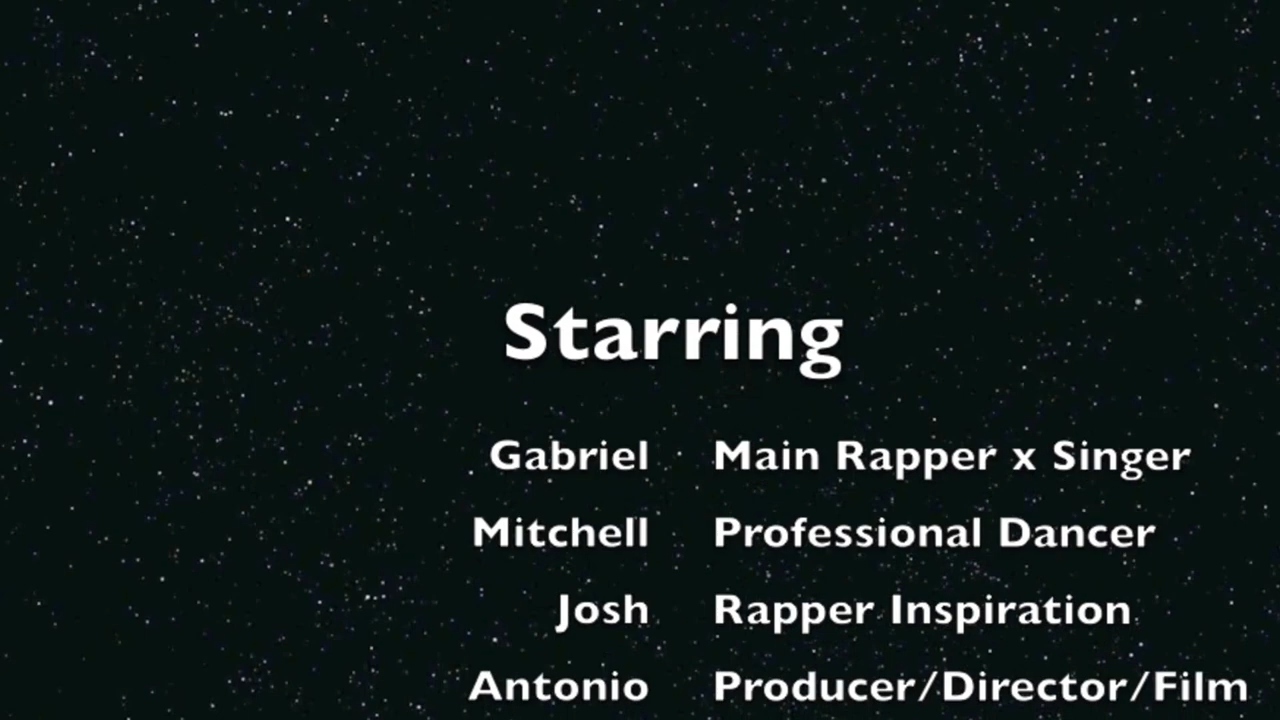 Starring
Gabriel Main Rapper x Singer
Mitchell Professional Dancer
Josh Rapper Inspiration
Antonio Producer/Director/Film